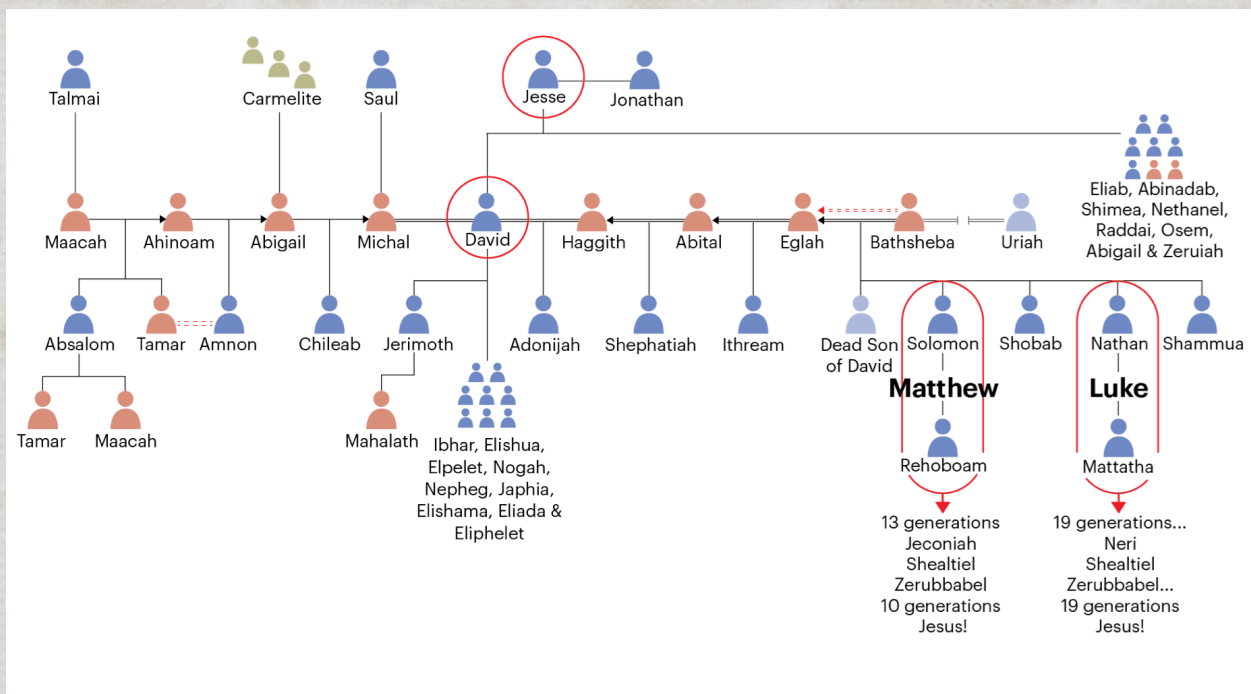 Talmai
Carmelite
Saul
Jesse
Jonathan
Eliab, Abinadab,
Shimea, Nethanel,
Raddai, Osem,
Abigail & Zeruiah
Maacah
Ahinoam
Abigail
Michal
David
Haggith
Abital
Eglah
Bathsheba
Uriah
Absalom
Tamar
Amnon
Chileab
Jerimoth
Adonijah
Shephatiah
Ithream
Dead Son
of David
Solomon
Shobab
Nathan
Shammua
Matthew
Luke
Tamar
Maacah
Mahalath
Ibhar, Elishua,
Elpelet, Nogah,
Nepheg, Japhia,
Elishama, Eliada &
Eliphelet
Rehoboam
Mattatha
13 generations
Jeconiah
Shealtiel
Zerubbabel
10 generations
Jesus!
19 generations...
Neri
Shealtiel
Zerubbabel...
19 generations
Jesus!